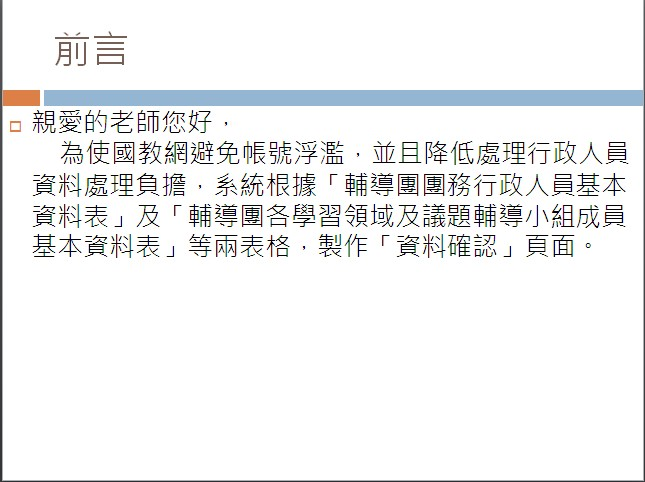 前言
親愛的老師您好，
為使國教網避免帳號浮濫，並且降低處理行政人員
資料處理負擔，系統根據「輔導團團務行政人員基本
資料表」及「輔導團各學習領域及議題輔導小組成員
基本資料表」等兩表格，製作「資料確認」頁面。